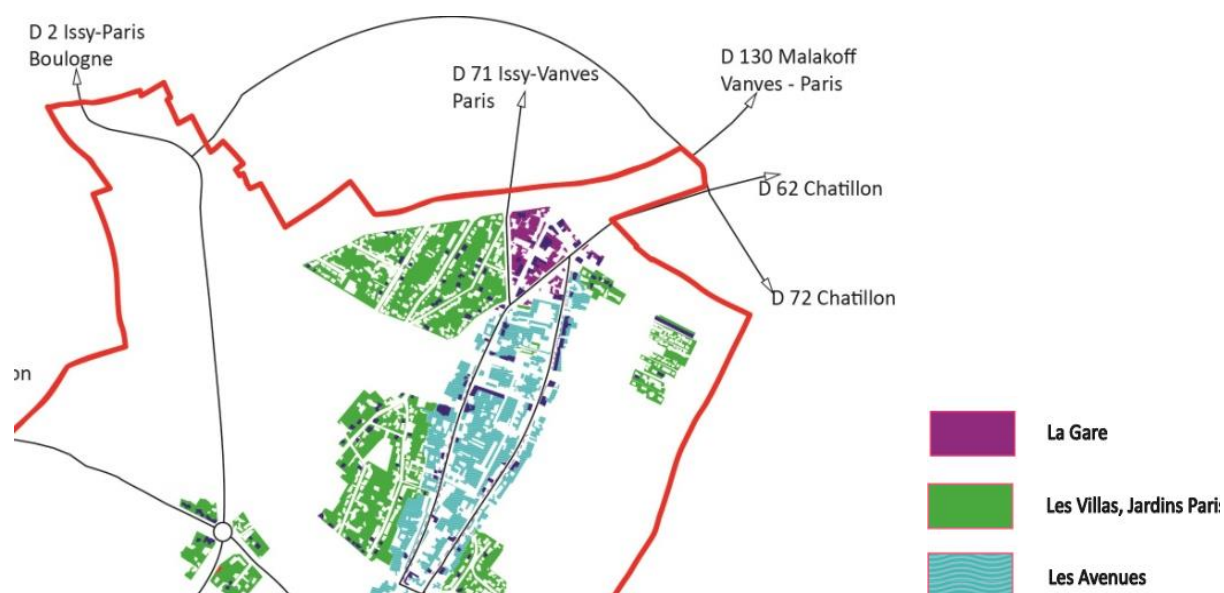 D 2 Issy-Paris
Boulogne
D 71 Issy-Vanves
Paris
D 130 Malakoff
Vanves - Paris
D 62 Chatillon
D 72 Chatillon
on
La Gare
Les Villas, Jardins Paris
Les Avenues